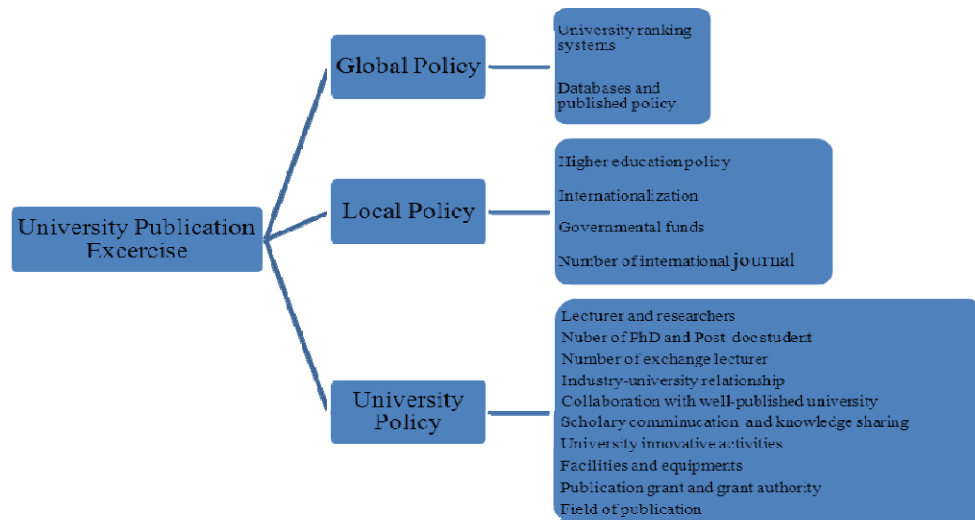 University Publication
Excercise
Global Policy
University ranking
systems
Databases and
published policy
Local Policy
Higher education policy
Internationalization
Governmental funds
Number of international journal
University
Policy
Lecturer and researchers
Nuber of PhD and Post-doc student
Number of exchange lecturer
Industry-university relationship
Collaboration with well-published university
Scholary comminucation and knowledge sharing
University innovative activities
Facilities and equipments
Publication grant and grant authority
Field of publication